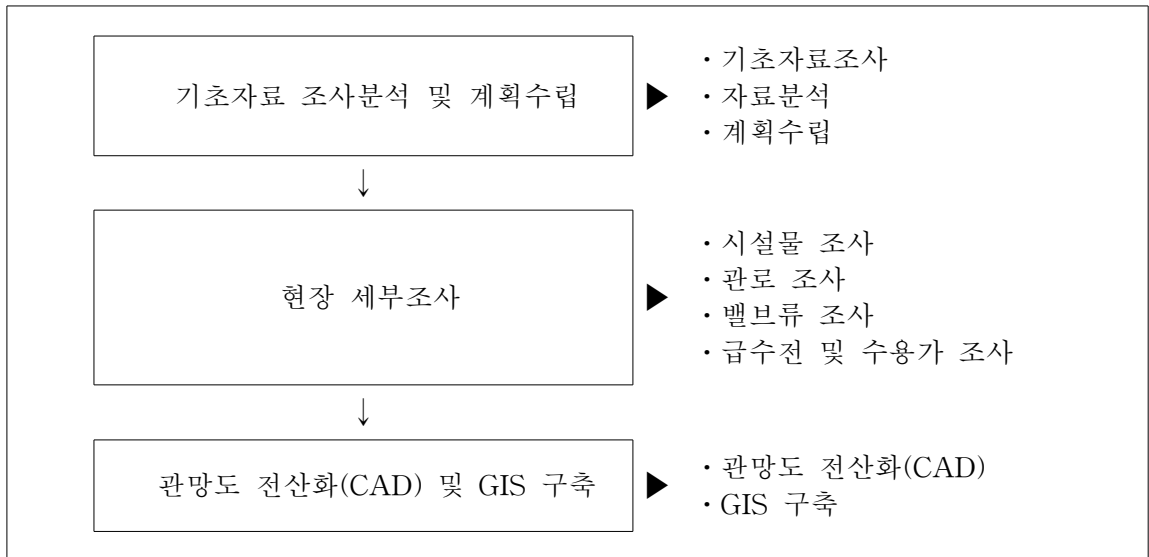 기초자료 조사분석 및 계획수립
▶
・기초자료조사
・자료분석
・계획수립
↓
현장 세부조사
▶
・시설물 조사
・관로 조사
・밸브류 조사
・급수전 및 수용가 조사
↓
관망도 전산화(CAD) 및 GIS 구축
▶
・관망도 전산화(CAD)
・GIS 구축